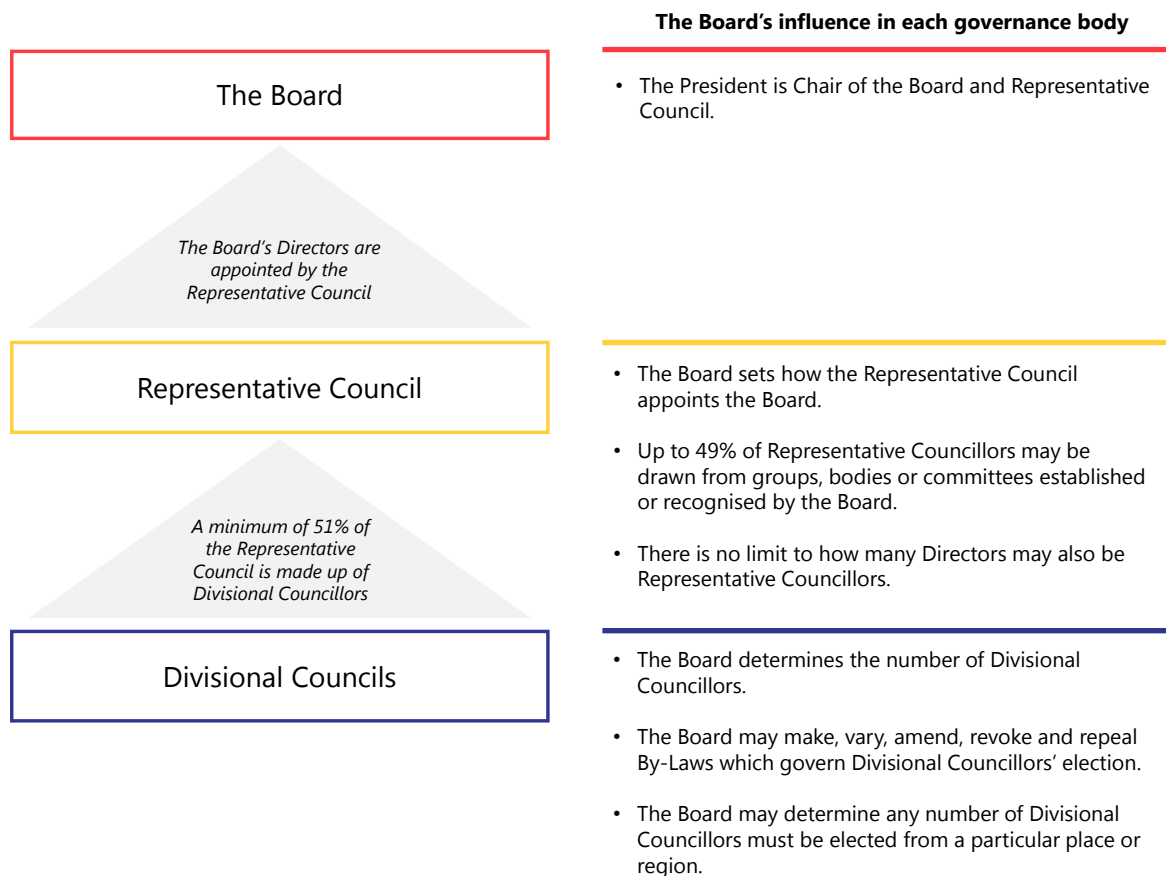 The Board's influence in each governance body
The Board
• The President is Chair of the Board and Representative
Council.
The Board's Directors are
appointed by the
Representative Council
Representative Council
• The Board sets how the Representative Council
appoints the Board.
• Up to 49% of Representative Councillors may be
drawn from groups, bodies or committees established
or recognised by the Board.
• There is no limit to how many Directors may also be
Representative Councillors.
A minimum of 51% of
the Representative
Council is made up of
Divisional Councillors
Divisional Councils
• The Board determines the number of Divisional
Councillors.
• The Board may make, vary, amend, revoke and repeal
By-Laws which govern Divisional Councillors' election.
• The Board may determine any number of Divisional
Councillors must be elected from a particular place or
region.